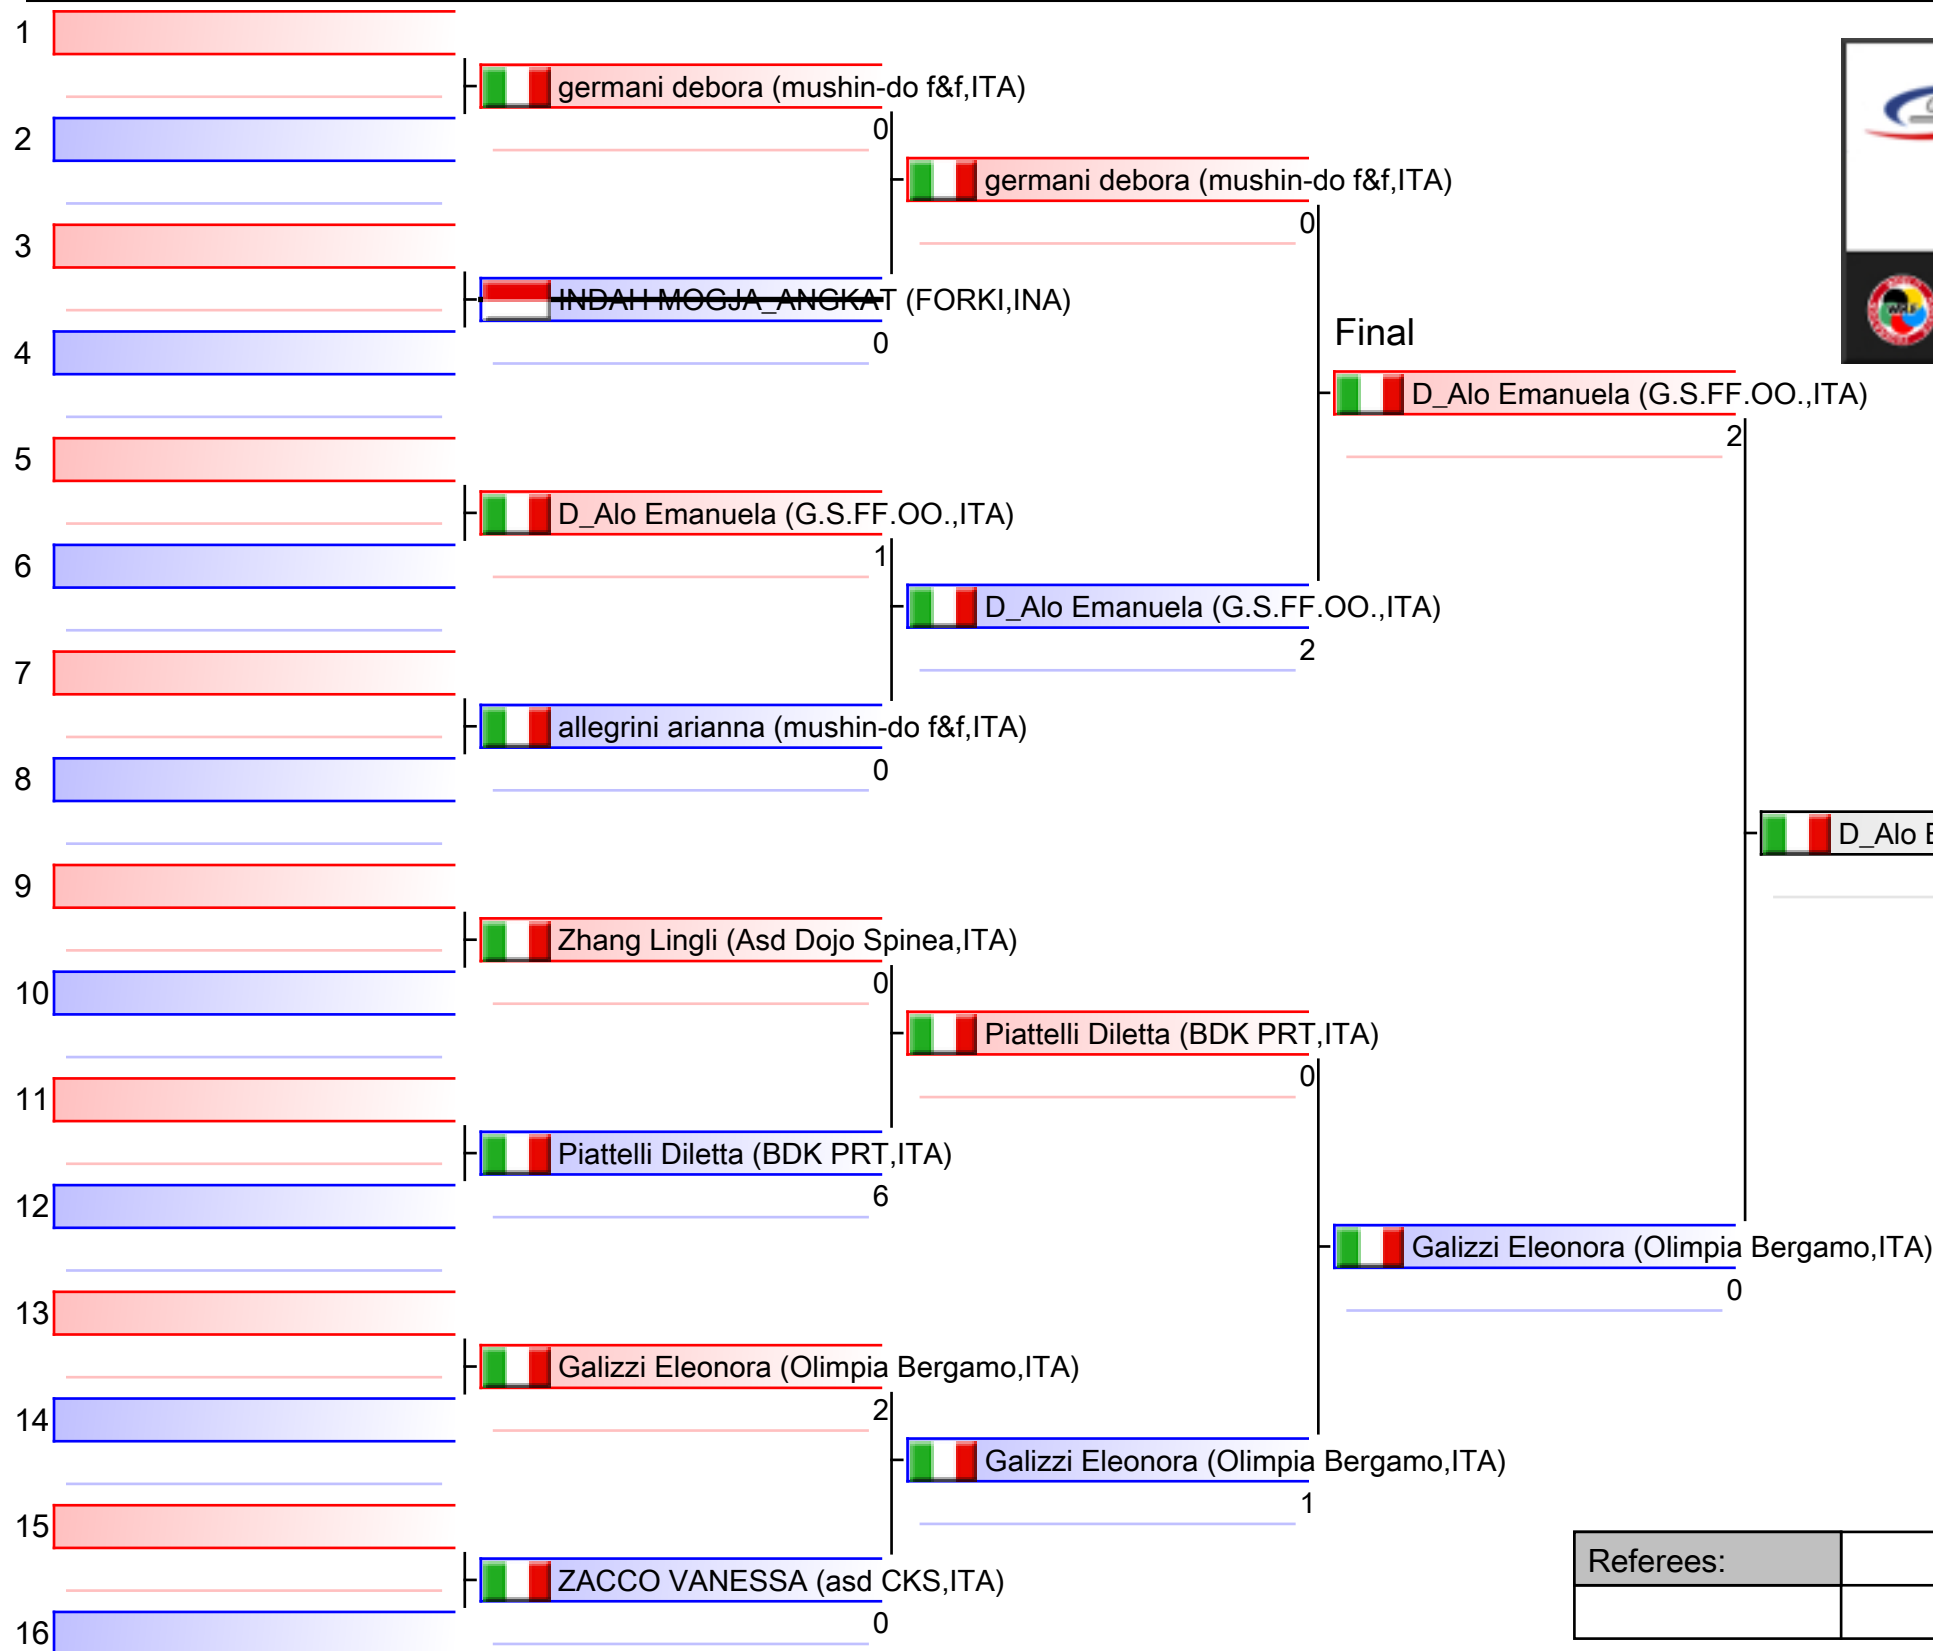 1
germani debora (mushin-do f&f,ITA)
0
2
germani debora (mushin-do f&f,ITA)
0
3
INDAH MOGJA_ANGKAT (FORKI,INA)
0
4
Final
D_Alo Emanuela (G.S.FF.OO.,ITA)
2
5
D_Alo Emanuela (G.S.FF.OO.,ITA)
1
6
D_Alo Emanuela (G.S.FF.OO.,ITA)
2
7
allegrini arianna (mushin-do f&f,ITA)
0
8
D_Alo E
9
Zhang Lingli (Asd Dojo Spinea,ITA)
0
10
Piattelli Diletta (BDK PRT,ITA)
0
11
Piattelli Diletta (BDK PRT,ITA)
6
12
Galizzi Eleonora (Olimpia Bergamo,ITA)
0
13
Galizzi Eleonora (Olimpia Bergamo,ITA)
2
14
Galizzi Eleonora (Olimpia Bergamo,ITA)
1
15
ZACCO VANESSA (asd CKS,ITA)
0
16
Referees: